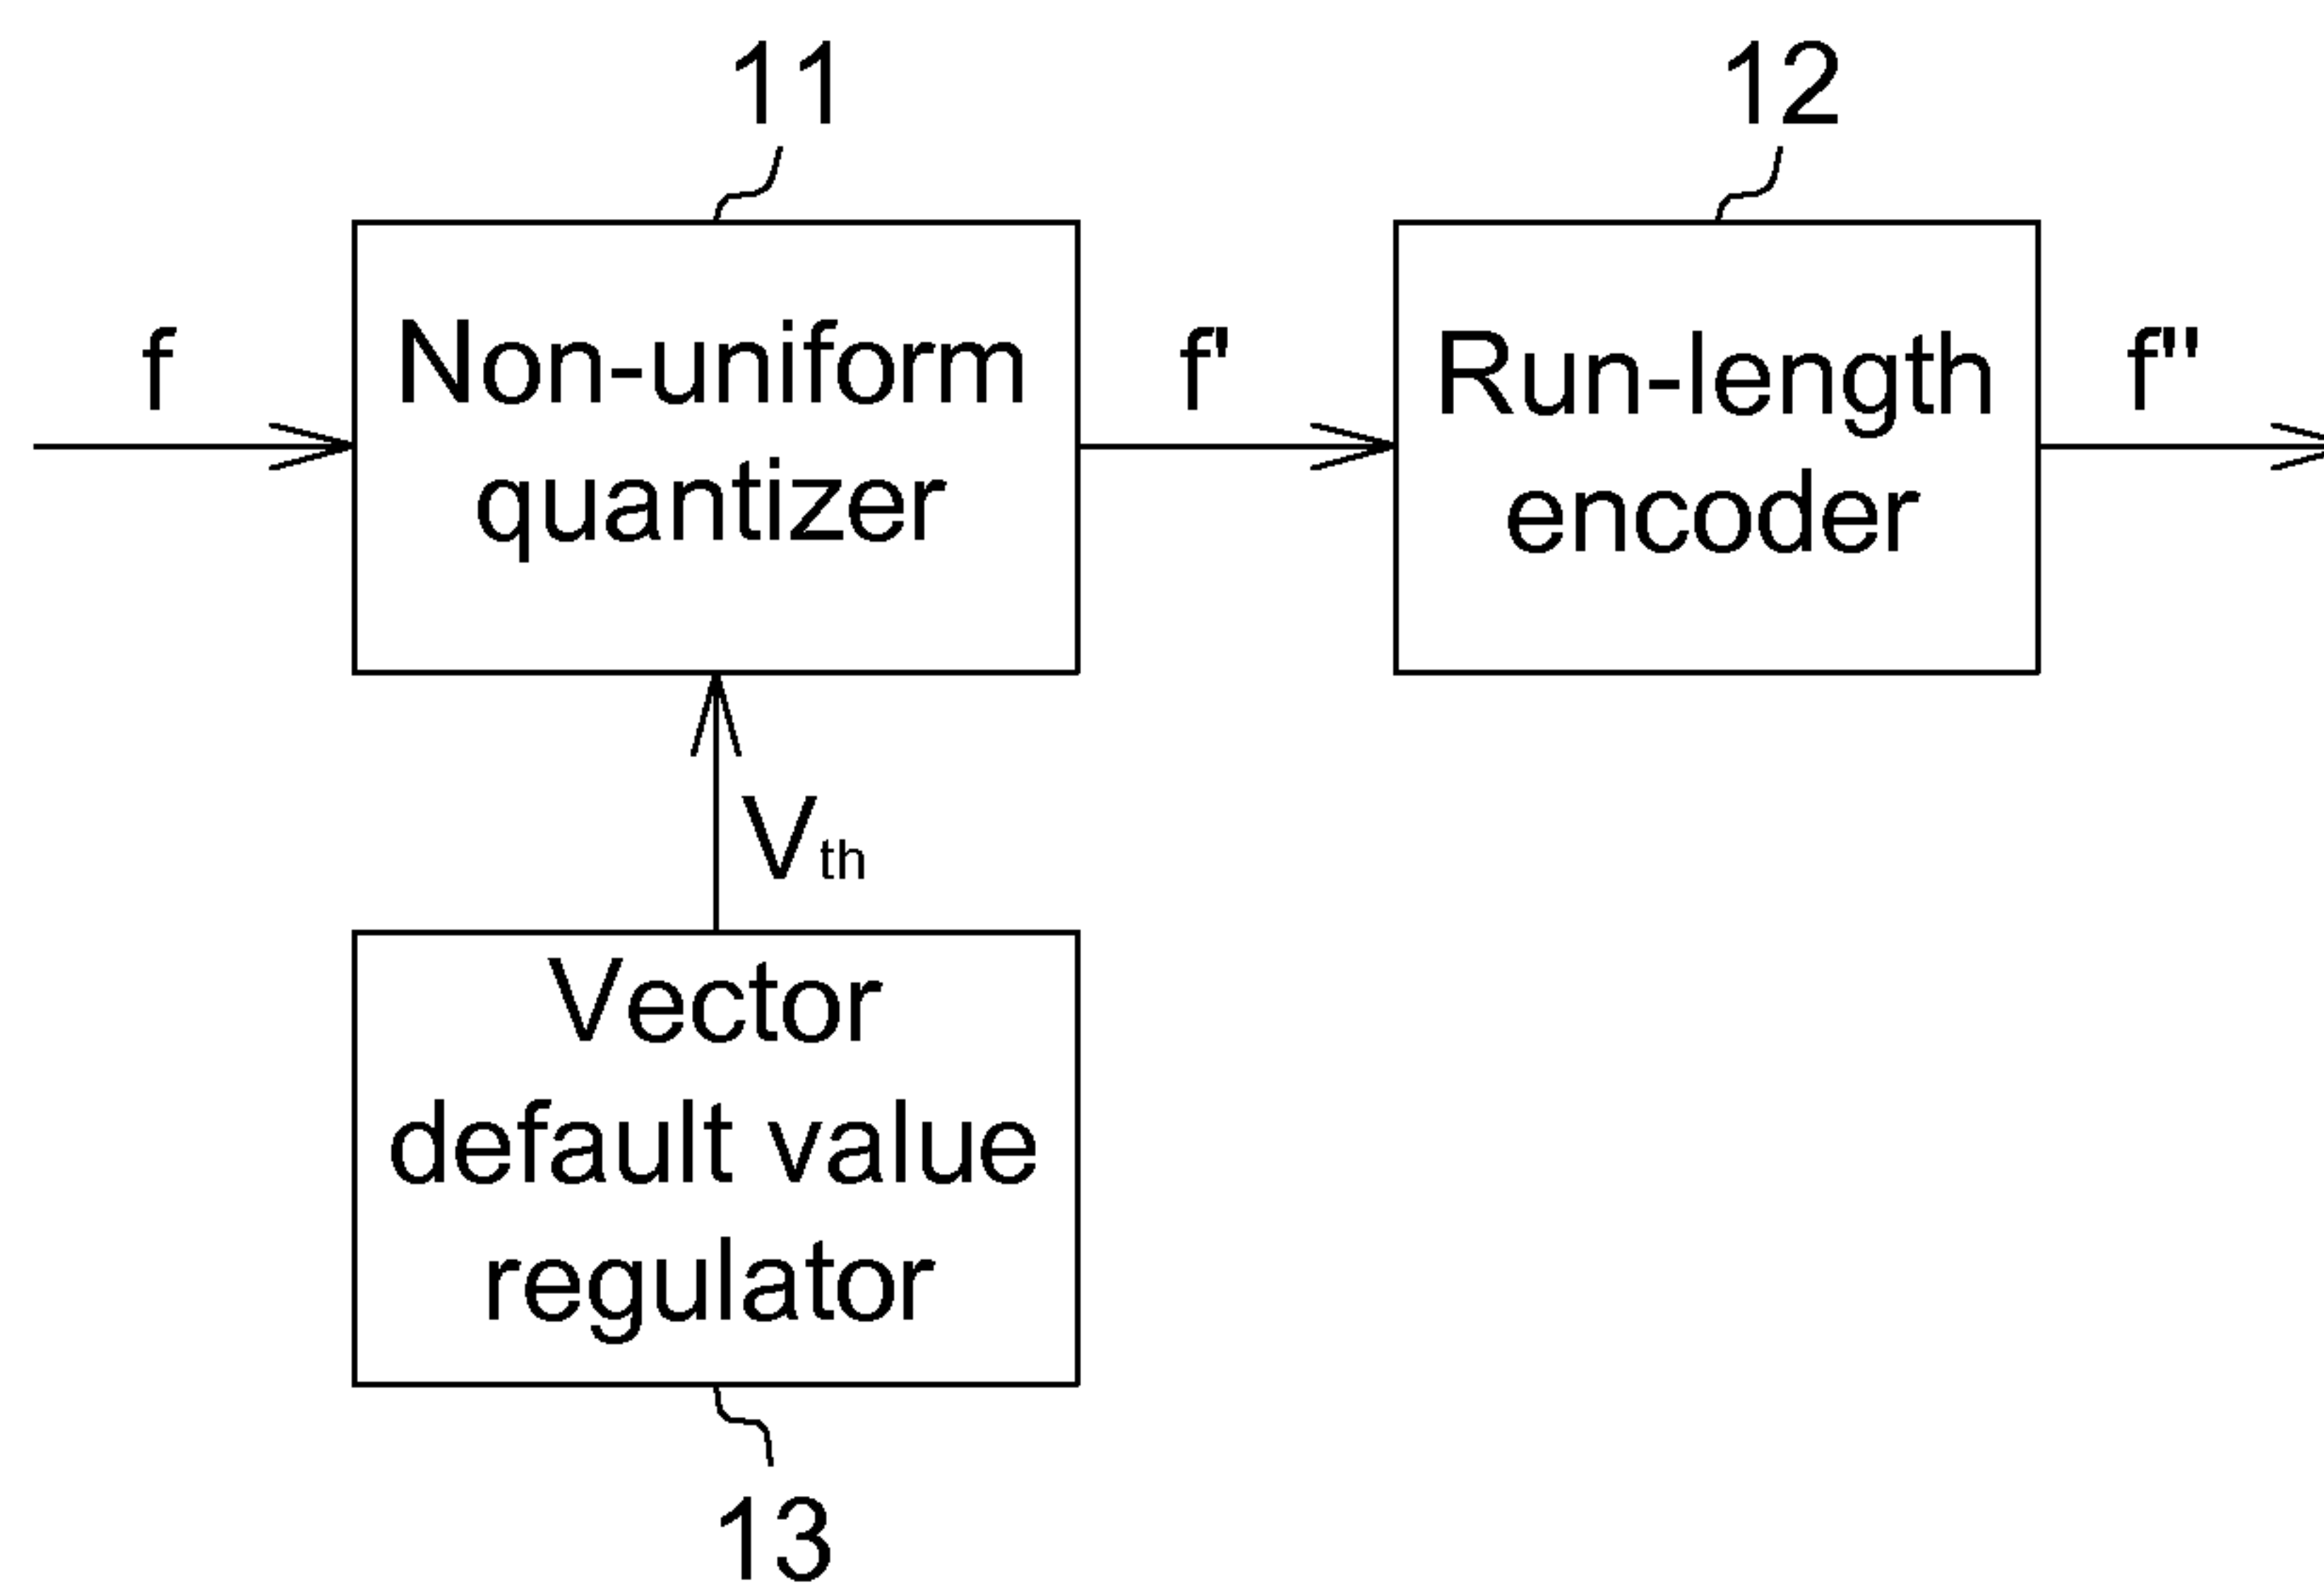 11
12
f
Non-uniform
quantizer
f'
Run-length
encoder
f"
Vth
Vector
default value
regulator
13